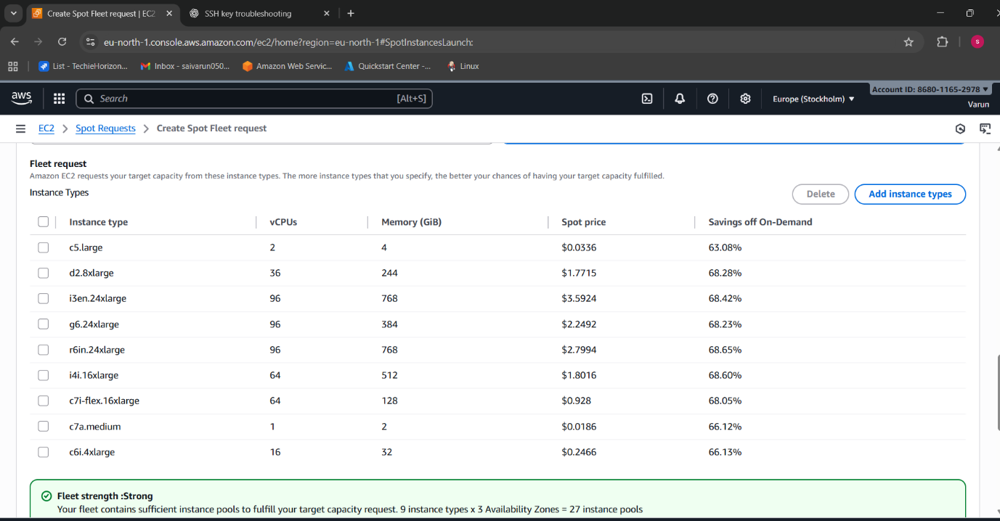 Create Spot Fleet request | EC2
SSH key troubleshooting
eu-north-1.console.aws.amazon.com/ec2/home?region=eu-north-1#SpotInstancesLaunch:
s
List - TechieHorizon...
Inbox - saivarun050...
Amazon Web Servic...
Quickstart Center -...
Linux
aws
Search
[Alt+S]
Europe (Stockholm)
Account ID: 8680-1165-2978
Varun
EC2 > Spot Requests > Create Spot Fleet request
Fleet request
Amazon EC2 requests your target capacity from these instance types. The more instance types that you specify, the better your chances of having your target capacity fulfilled.
Instance Types
Delete
Add instance types
Instance type vCPUs Memory (GiB) Spot price Savings off On-Demand
c5.large 2 4 $0.0336 63.08%
d2.8xlarge 36 244 $1.7715 68.28%
i3en.24xlarge 96 768 $3.5924 68.42%
g6.24xlarge 96 384 $2.2492 68.23%
r6in.24xlarge 96 768 $2.7994 68.65%
i4i.16xlarge 64 512 $1.8016 68.60%
c7i-flex.16xlarge 64 128 $0.928 68.05%
c7a.medium 1 2 $0.0186 66.12%
c6i.4xlarge 16 32 $0.2466 66.13%
Fleet strength :Strong
Your fleet contains sufficient instance pools to fulfill your target capacity request. 9 instance types x 3 Availability Zones = 27 instance pools